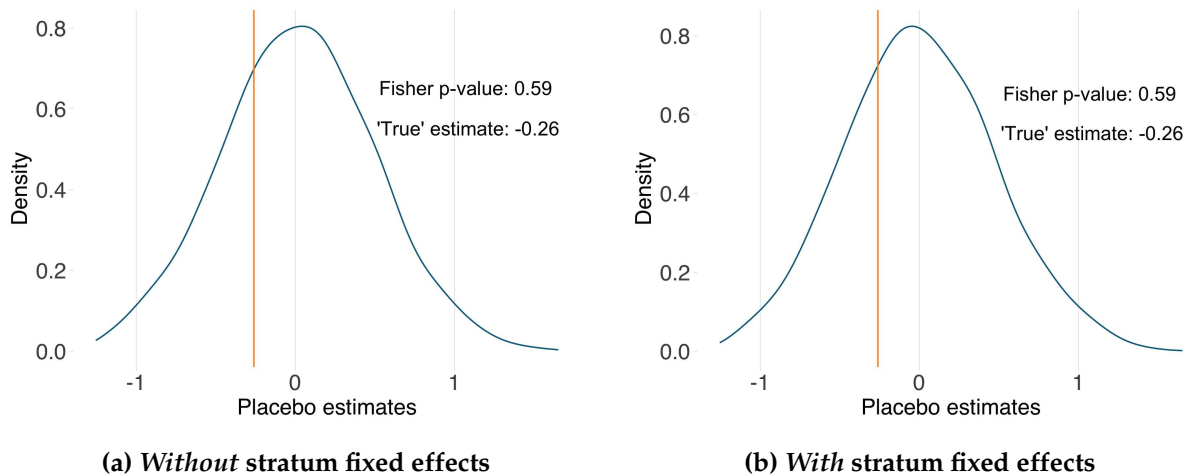 0.8
0.6
0.4
0.2
0.0
Density
Fisher p-value: 0.59
'True' estimate: -0.26
-1 0 1
Placebo estimates
(a) Without stratum fixed effects
0.8
0.6
0.4
0.2
0.0
Density
Fisher p-value: 0.59
'True' estimate: -0.26
-1 0 1
Placebo estimates
(b) With stratum fixed effects